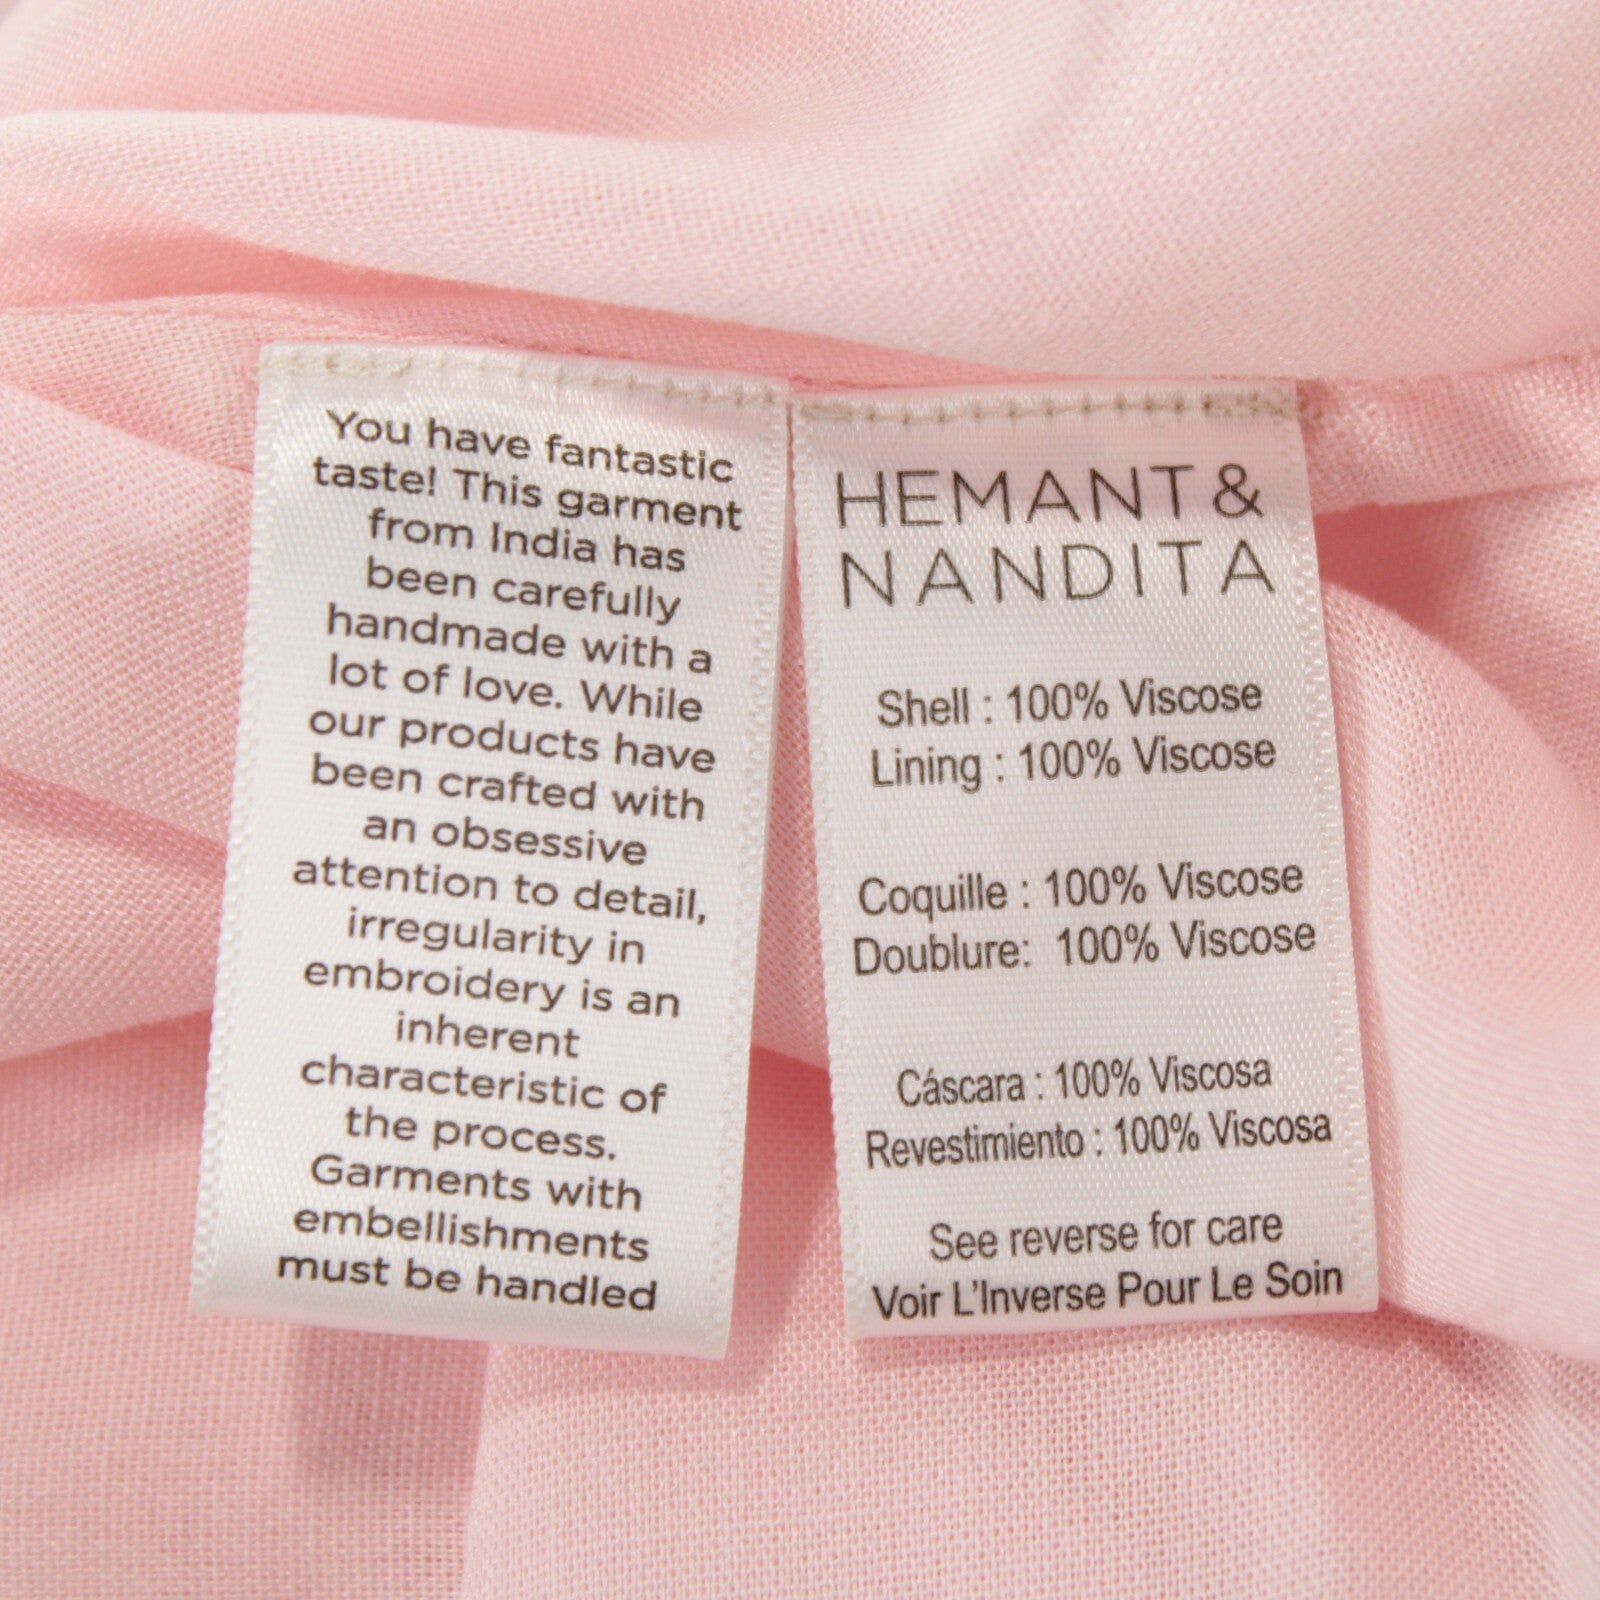 You have fantastic
taste! This garment
from India has
been carefully
handmade with a
lot of love. While
our products have
been crafted with
an obsessive
attention to detail,
irregularity in
embroidery is an
inherent
characteristic of
the process.
Garments with
embellishments
must be handled
HEMANT &
NANDITA
Shell : 100% Viscose
Lining : 100% Viscose
Coquille : 100% Viscose
Doublure: 100% Viscose
Cáscara : 100% Viscosa
Revestimiento : 100% Viscosa
See reverse for care
Voir L'Inverse Pour Le Soin